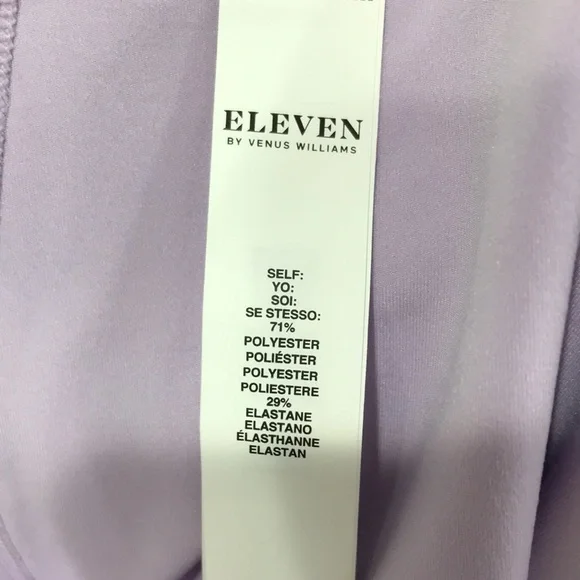 ELEVEN
BY VENUS WILLIAMS
SELF:
YO:
SOI:
SE STESSO:
71%
POLYESTER
POLIÉSTER
POLYESTER
POLIESTERE
29%
ELASTANE
ELASTANO
ÉLASTHANNE
ELASTAN